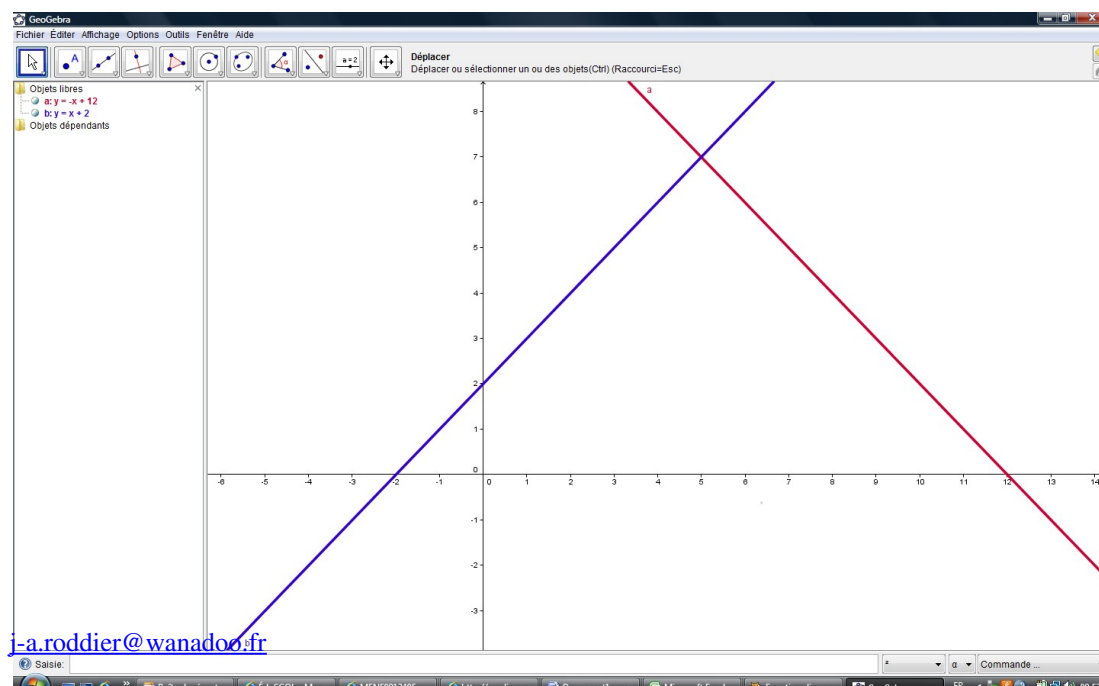 GeoGebra
Fichier Éditer Affichage Options Outils Fenêtre Aide
A
α
a=2
Déplacer
Déplacer ou sélectionner un ou des objets(Ctrl) (Raccourci=Esc)
Objets libres
a: y = -x + 12
b: y = x + 2
Objets dépendants
a
8
7
6
5
4
3
2
1
0
-6 -5 -4 -3 -2 -1 0 1 2 3 4 5 6 7 8 9 10 11 12 13 14
-1
-2
-3
b
j-a.roddier@wanadoo.fr
Saisie:
² α Commande ...
FR